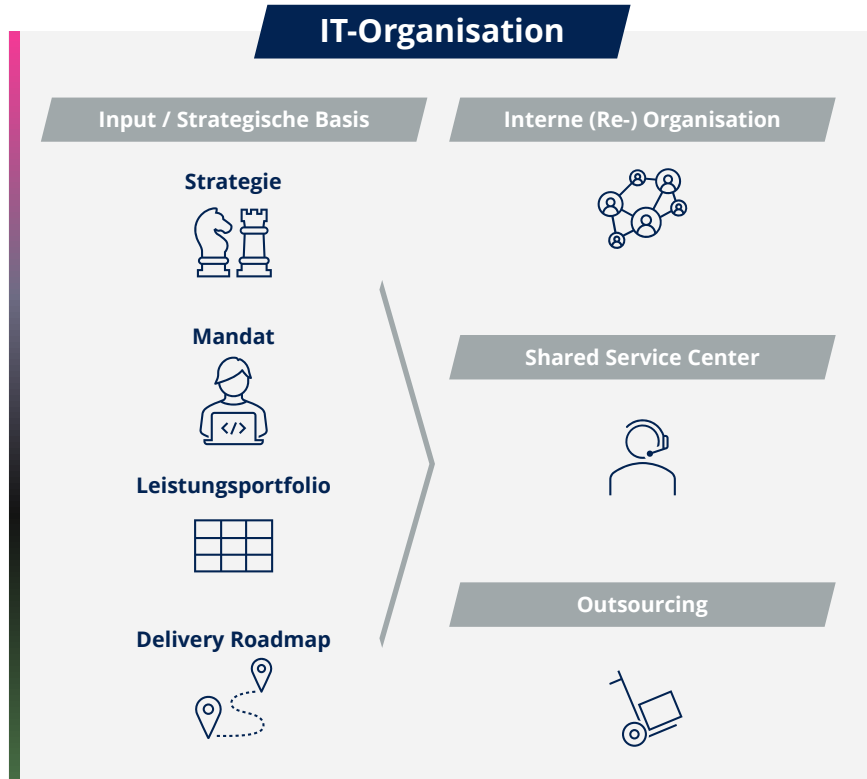 IT-Organisation
Input / Strategische Basis
Strategie
Mandat
</>
Leistungsportfolio
Delivery Roadmap
Interne (Re-) Organisation
Shared Service Center
Outsourcing